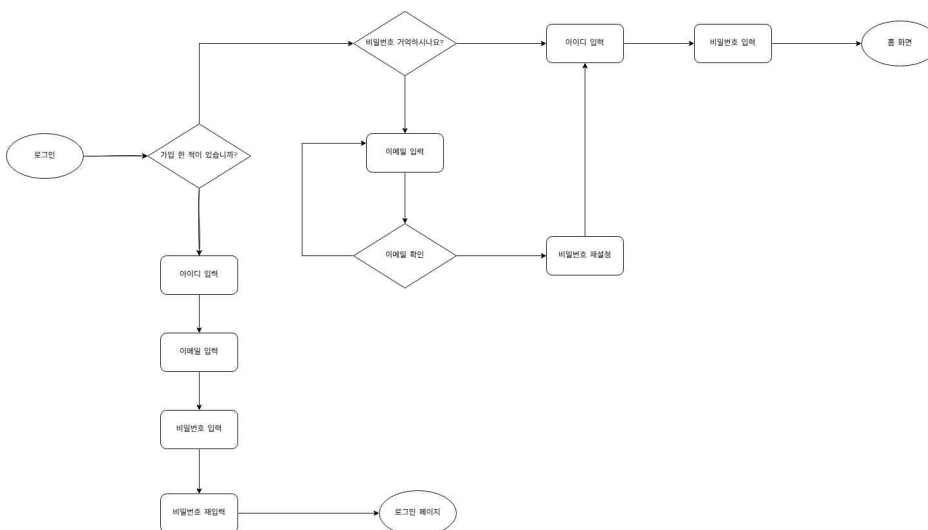 비밀번호 거억하시나요?
아이디 입력
비밀번호 입력
홈 화면
로그인
가입 한 적이 있습니까?
이메일 입력
이메일 확인
비밀번호 재설정
아이디 입력
이메일 입력
비밀번호 입력
비밀번호 재입력
로그인 페이지